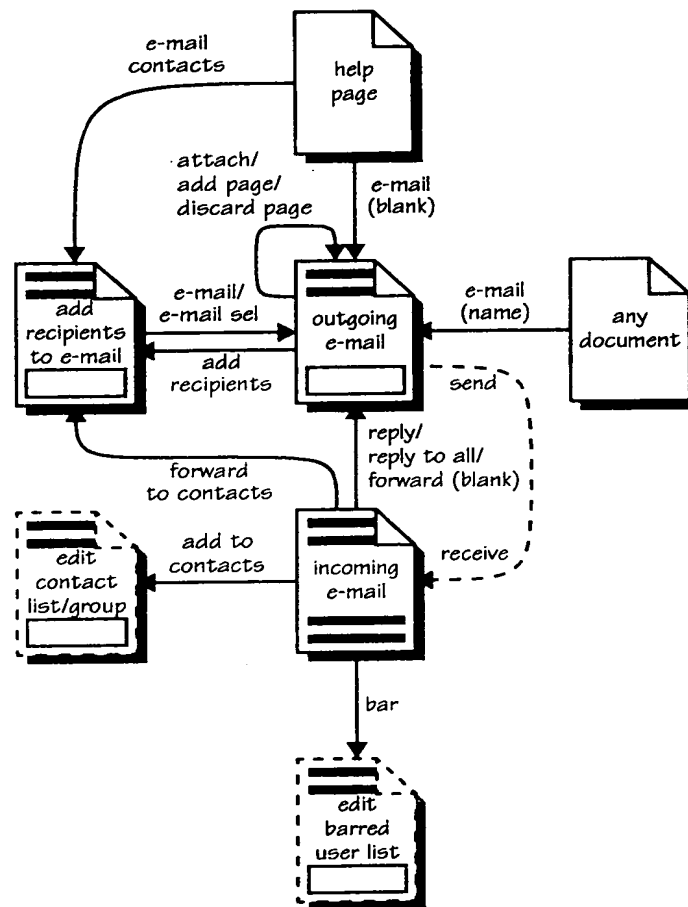 e-mail
contacts
help
page
attach/
add page/
discard page
e-mail
(blank)
add
recipients
to e-mail
e-mail/
e-mail sel
add
recipients
outgoing
e-mail
e-mail
(name)
any
document
send
reply/
reply to all/
forward (blank)
forward
to contacts
edit
contact
list/group
add to
contacts
incoming
e-mail
receive
bar
edit
barred
user list